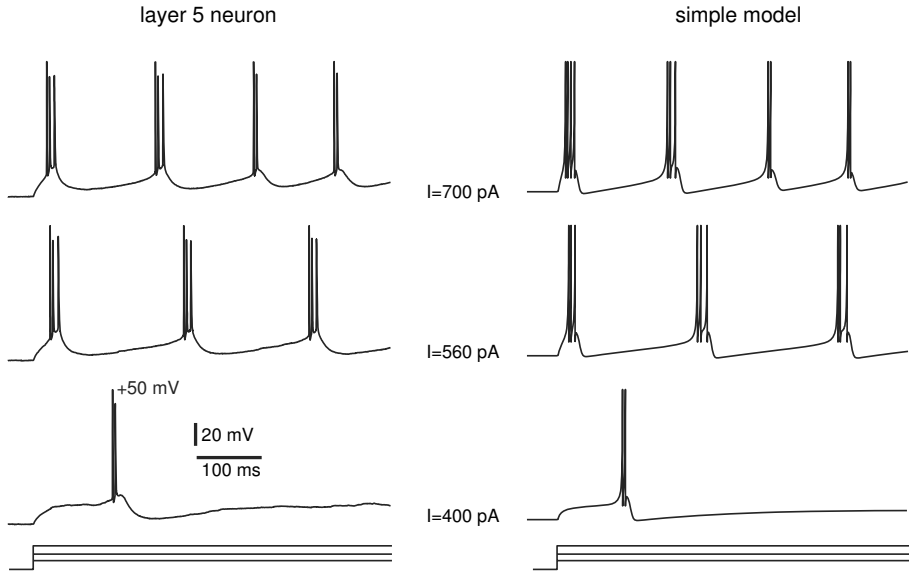 layer 5 neuron
simple model
I=700 pA
I=560 pA
+50 mV
20 mV
100 ms
I=400 pA